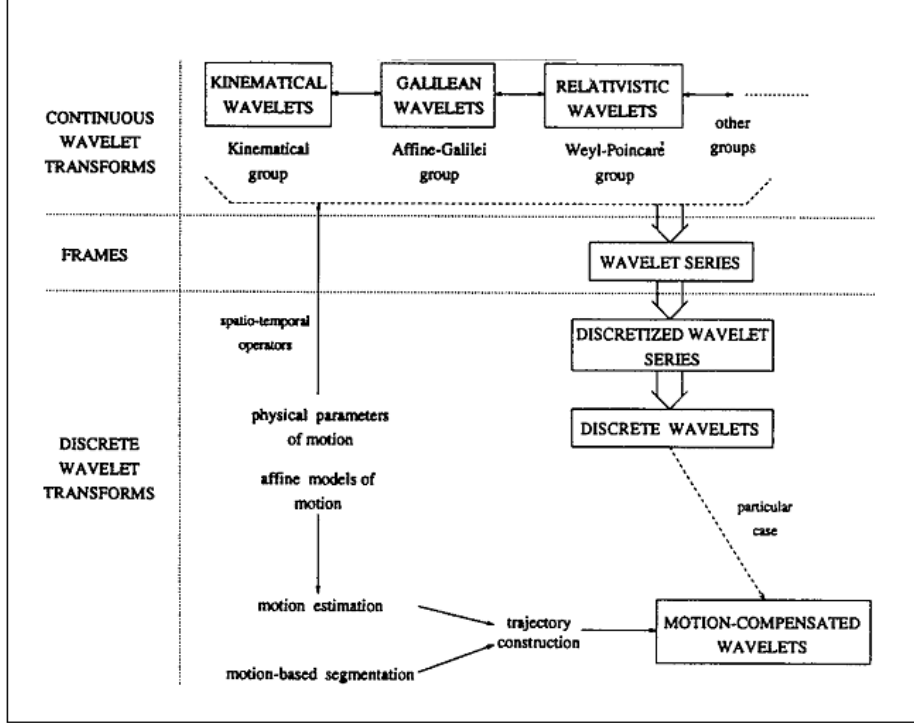 CONTINUOUS
WAVELET
TRANSFORMS
KINEMATICAL
WAVELETS
GALILEAN
WAVELETS
RELATIVISTIC
WAVELETS
other
groups
Kinematical
group
Affine-Galilei
group
Weyl-Poincaré
group
FRAMES
WAVELET SERIES
DISCRETE
WAVELET
TRANSFORMS
spatio-temporal
operators
DISCRETIZED WAVELET
SERIES
physical parameters
of motion
DISCRETE WAVELETS
affine models of
motion
particular
case
motion estimation
trajectory
construction
MOTION-COMPENSATED
WAVELETS
motion-based segmentation